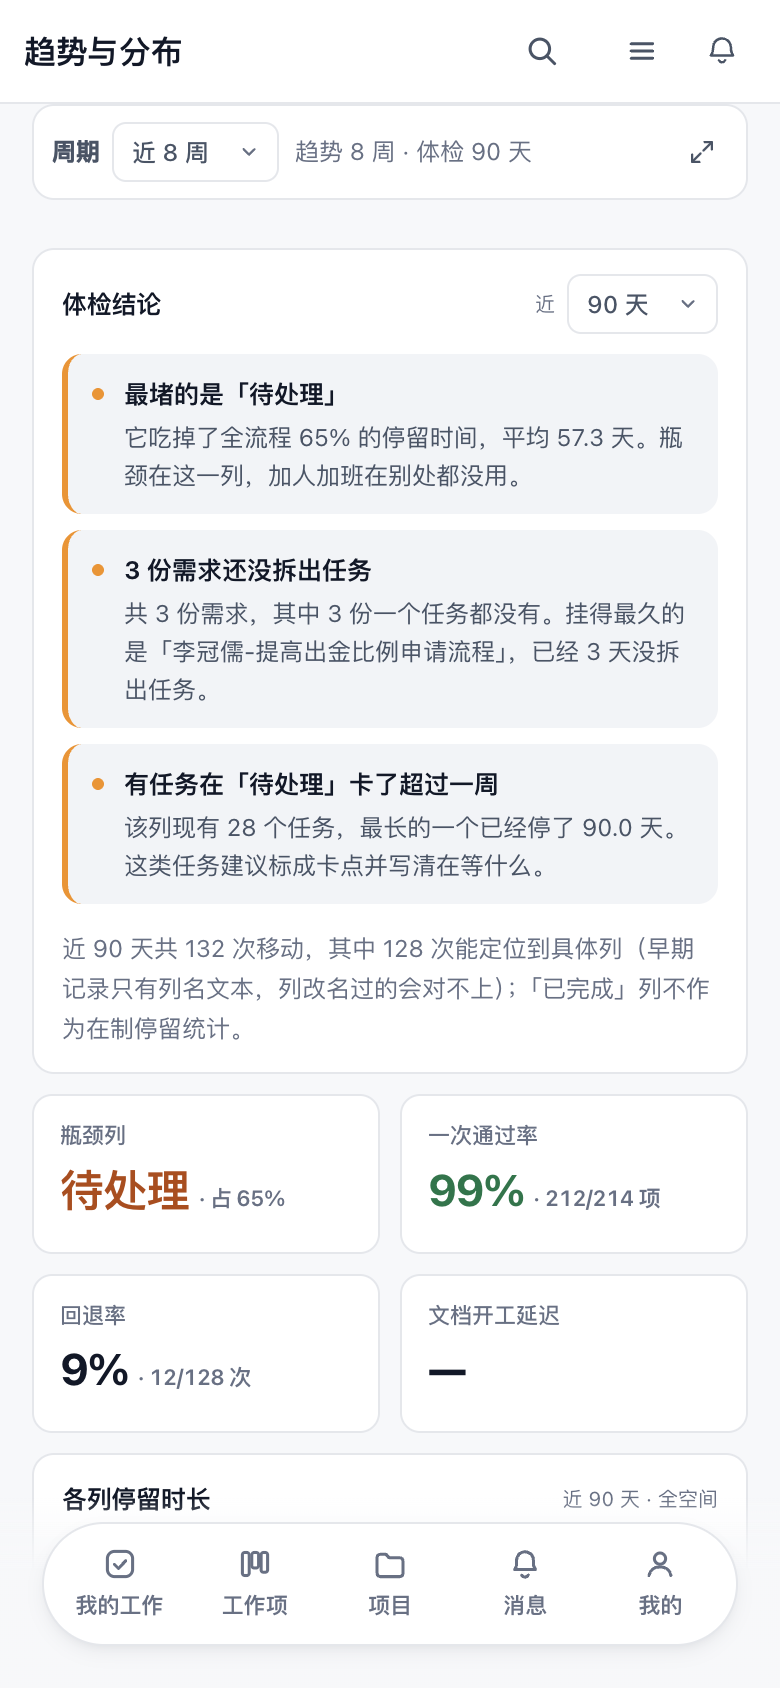 趋势与分布
周期 近 8 周 趋势 8 周 · 体检 90 天
体检结论 近 90 天
最堵的是「待处理」
它吃掉了全流程 65% 的停留时间，平均 57.3 天。瓶
颈在这一列，加人加班在别处都没用。
3 份需求还没拆出任务
共 3 份需求，其中 3 份一个任务都没有。挂得最久的
是「李冠儒-提高出金比例申请流程」，已经 3 天没拆
出任务。
有任务在「待处理」卡了超过一周
该列现有 28 个任务，最长的一个已经停了 90.0 天。
这类任务建议标成卡点并写清在等什么。
近 90 天共 132 次移动，其中 128 次能定位到具体列（早期
记录只有列名文本，列改名过的会对不上）；「已完成」列不作
为在制停留统计。
瓶颈列
待处理 · 占 65%
一次通过率
99% · 212/214 项
回退率
9% · 12/128 次
文档开工延迟
—
各列停留时长 近 90 天 · 全空间
我的工作 工作项 项目 消息 我的